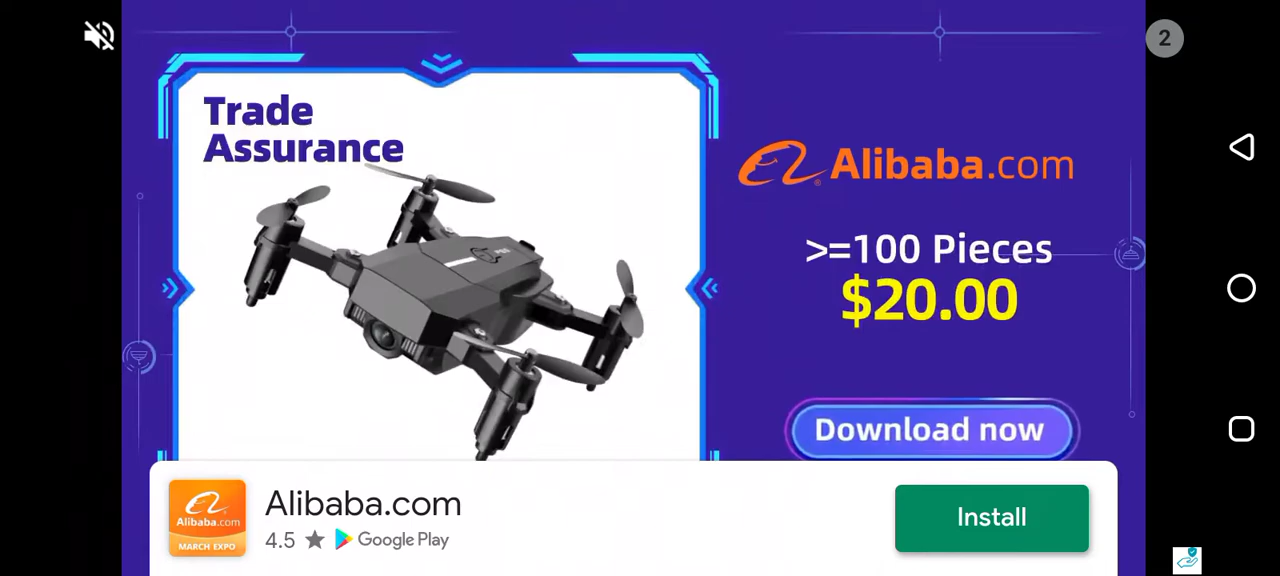 2
Trade
Assurance
Alibaba.com
>=100 Pieces
$20.00
Download now
Alibaba.com
MARCH EXPO
Alibaba.com
4.5 ★ Google Play
Install